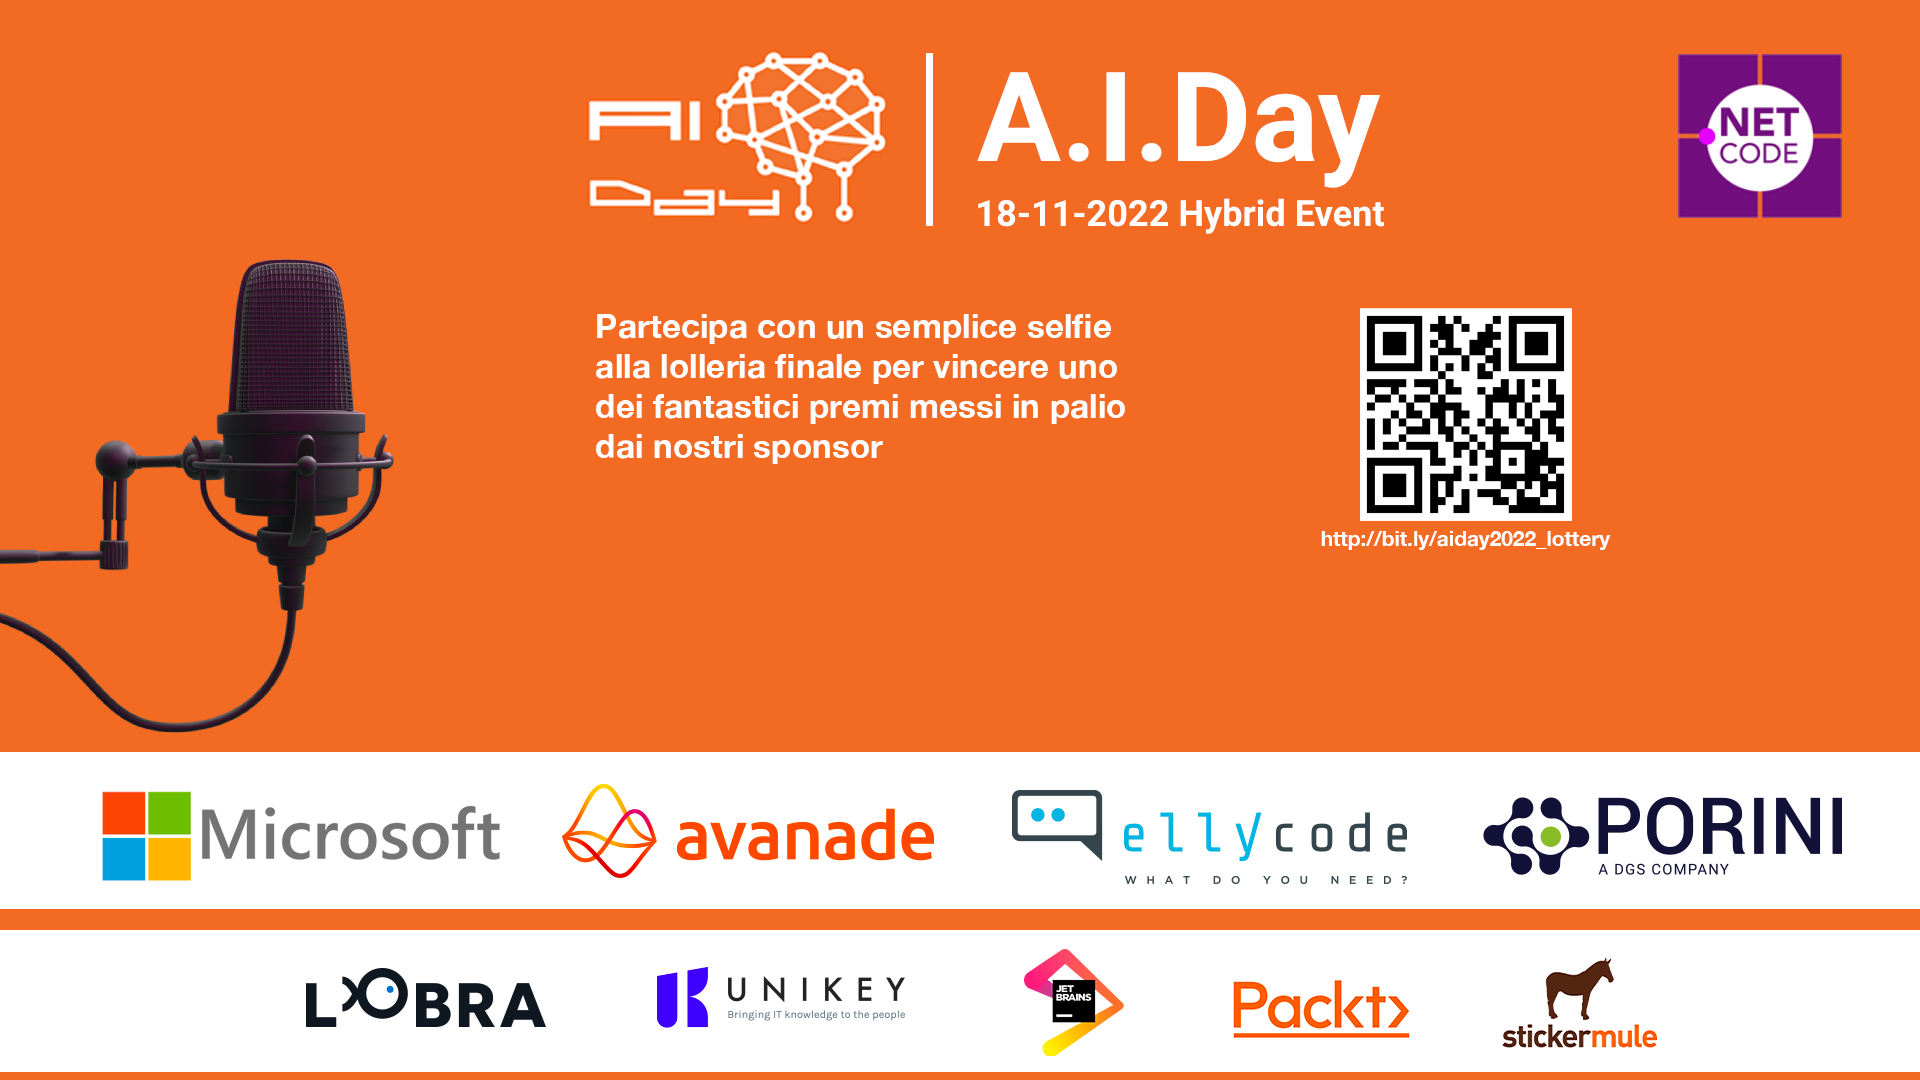 AI
Day
A.I.Day
18-11-2022 Hybrid Event
NET
CODE
Partecipa con un semplice selfie
alla lolleria finale per vincere uno
dei fantastici premi messi in palio
dai nostri sponsor
http://bit.ly/aiday2022_lottery
Microsoft
avanade
ellycode
WHAT DO YOU NEED?
PORINI
A DGS COMPANY
LOBRA
UNIKEY
Bringing IT knowledge to the people
JET
BRAINS
Packt>
stickermule